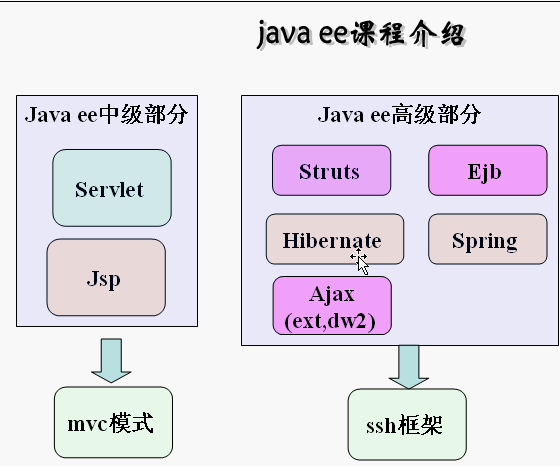 java ee课程介绍
Java ee中级部分
Servlet
Jsp
mvc模式
Java ee高级部分
Struts
Ejb
Hibernate
Spring
Ajax
(ext,dw2)
ssh框架